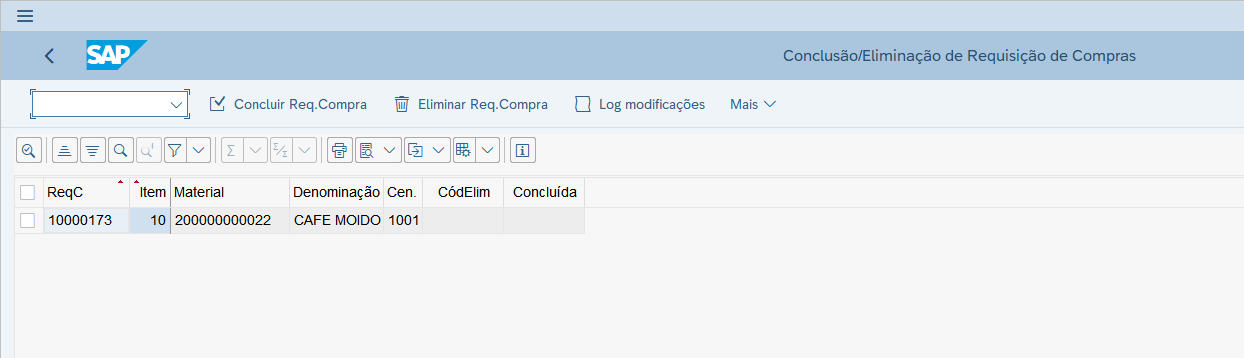 SAP
Conclusão/Eliminação de Requisição de Compras
Concluir Req.Compra Eliminar Req.Compra Log modificações Mais
ReqC Item Material Denominação Cen. CódElim Concluída
10000173 10 200000000022 CAFE MOIDO 1001